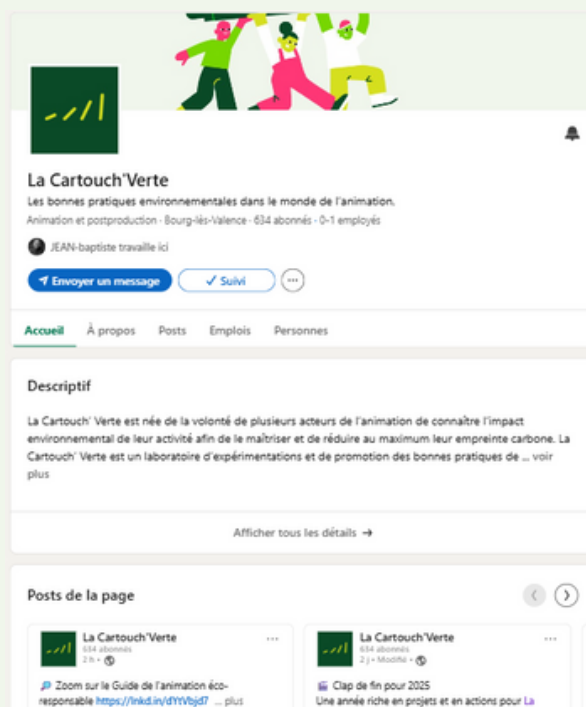 La Cartouch'Verte
Les bonnes pratiques environnementales dans le monde de l'animation.
Animation et postproduction · Bourg-lès-Valence · 634 abonnés · 0-1 employés
JEAN-baptiste travaille ici
Envoyer un message
Suivi
Accueil À propos Posts Emplois Personnes
Descriptif
La Cartouch' Verte est née de la volonté de plusieurs acteurs de l'animation de connaître l'impact
environnemental de leur activité afin de le maîtriser et de réduire au maximum leur empreinte carbone. La
Cartouch' Verte est un laboratoire d'expérimentations et de promotion des bonnes pratiques de ... voir
plus
Afficher tous les détails →
Posts de la page
La Cartouch'Verte
634 abonnés
2 h •
🔎 Zoom sur le Guide de l'animation éco-
responsable https://lnkd.in/dYtVbjd7 ... plus
La Cartouch'Verte
634 abonnés
2 j • Modifié •
🎬 Clap de fin pour 2025
Une année riche en projets et en actions pour La